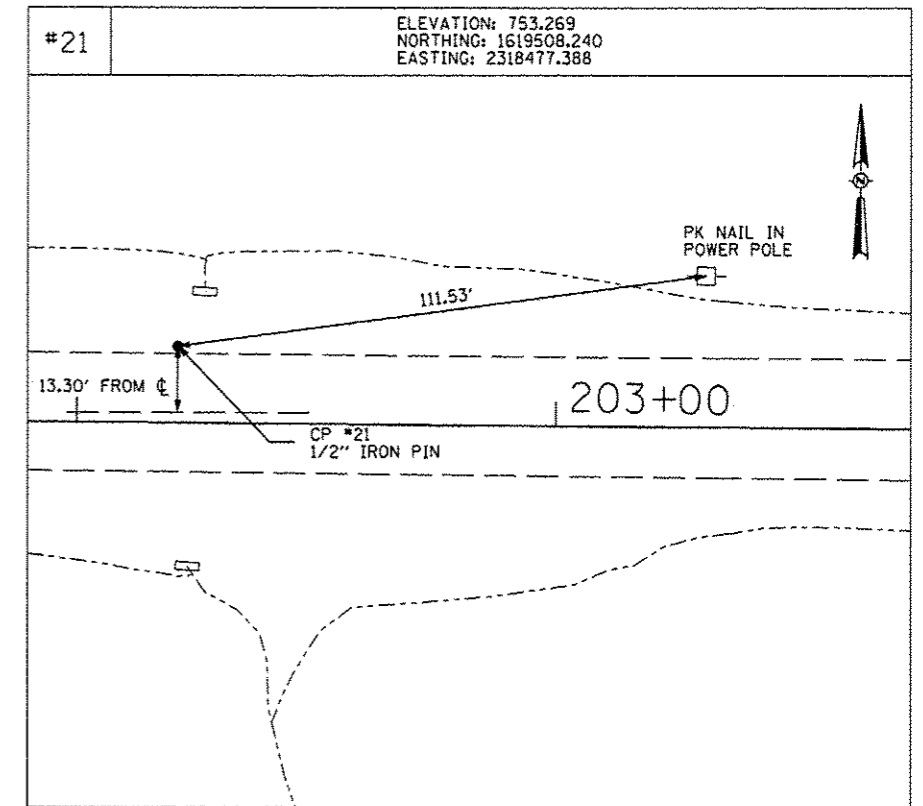 #21
ELEVATION: 753.269
NORTHING: 1619508.240
EASTING: 2318477.388
N
PK NAIL IN
POWER POLE
111.53'
13.30' FROM ℄
203+00
CP #21
1/2" IRON PIN